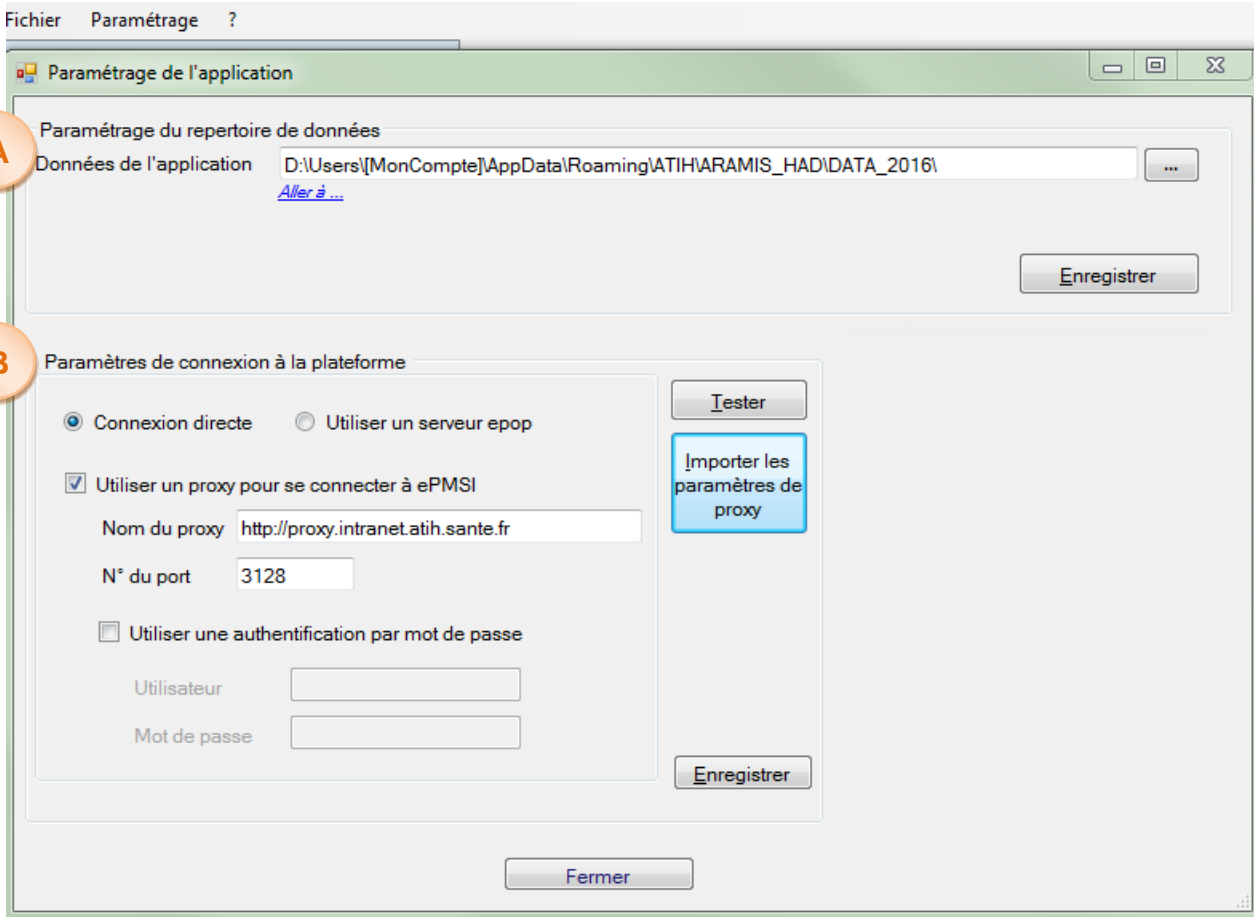 Fichier Paramétrage ?
Paramétrage de l'application
Paramétrage du repertoire de données
A
Données de l'application D:\Users\[MonCompte]\AppData\Roaming\ATIH\ARAMIS_HAD\DATA_2016\ ...
Aller à ...
Enregistrer
B
Paramètres de connexion à la plateforme
Connexion directe Utiliser un serveur epop
Tester
Utiliser un proxy pour se connecter à ePMSI
Importer les
paramètres de
proxy
Nom du proxy http://proxy.intranet.atih.sante.fr
N° du port 3128
Utiliser une authentification par mot de passe
Utilisateur
Mot de passe
Enregistrer
Fermer